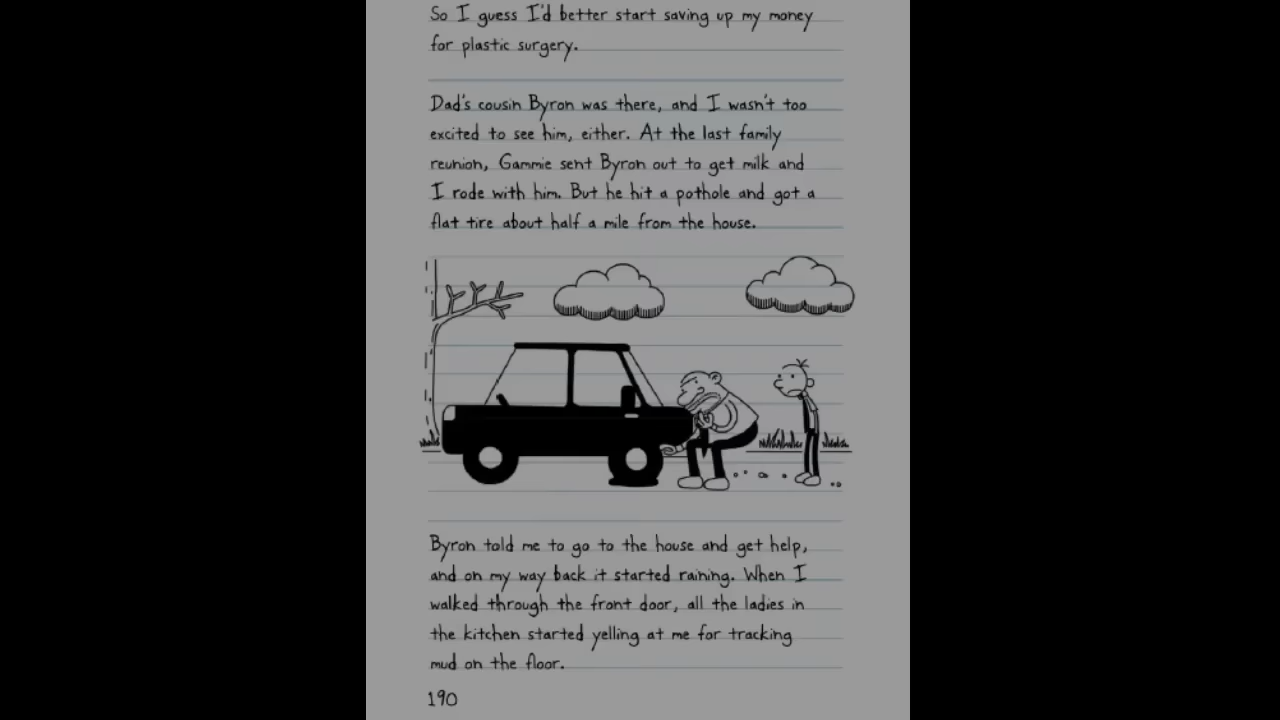 So I guess I'd better start saving up my money
for plastic surgery.
Dad's cousin Byron was there, and I wasn't too
excited to see him, either. At the last family
reunion, Gammie sent Byron out to get milk and
I rode with him. But he hit a pothole and got a
flat tire about half a mile from the house.
Byron told me to go to the house and get help,
and on my way back it started raining. When I
walked through the front door, all the ladies in
the kitchen started yelling at me for tracking
mud on the floor.
190